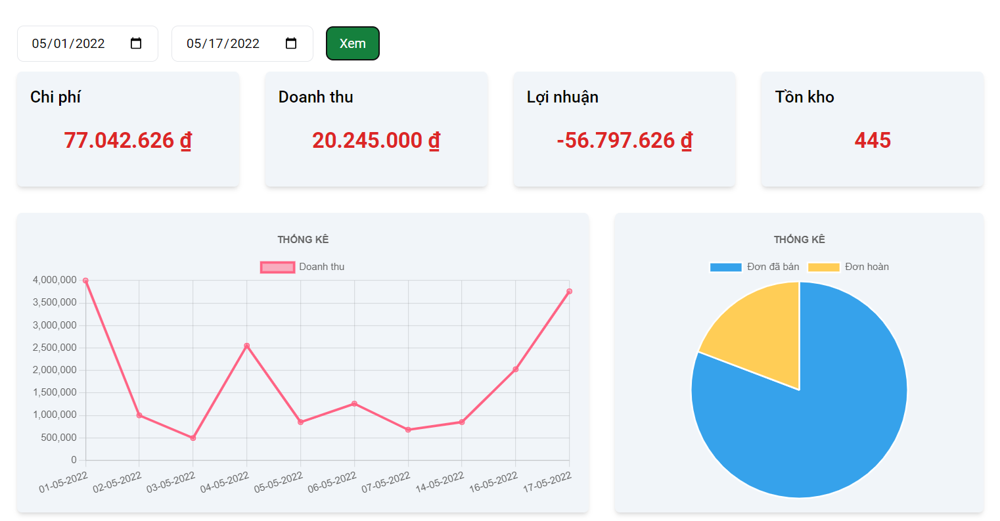 05/01/2022 05/17/2022 Xem
Chi phí
77.042.626 ₫
Doanh thu
20.245.000 ₫
Lợi nhuận
-56.797.626 ₫
Tồn kho
445
THỐNG KÊ
Doanh thu
4,000,000
3,500,000
3,000,000
2,500,000
2,000,000
1,500,000
1,000,000
500,000
0
01-05-2022 02-05-2022 03-05-2022 04-05-2022 05-05-2022 06-05-2022 07-05-2022 14-05-2022 16-05-2022 17-05-2022
THỐNG KÊ
Đơn đã bán Đơn hoàn